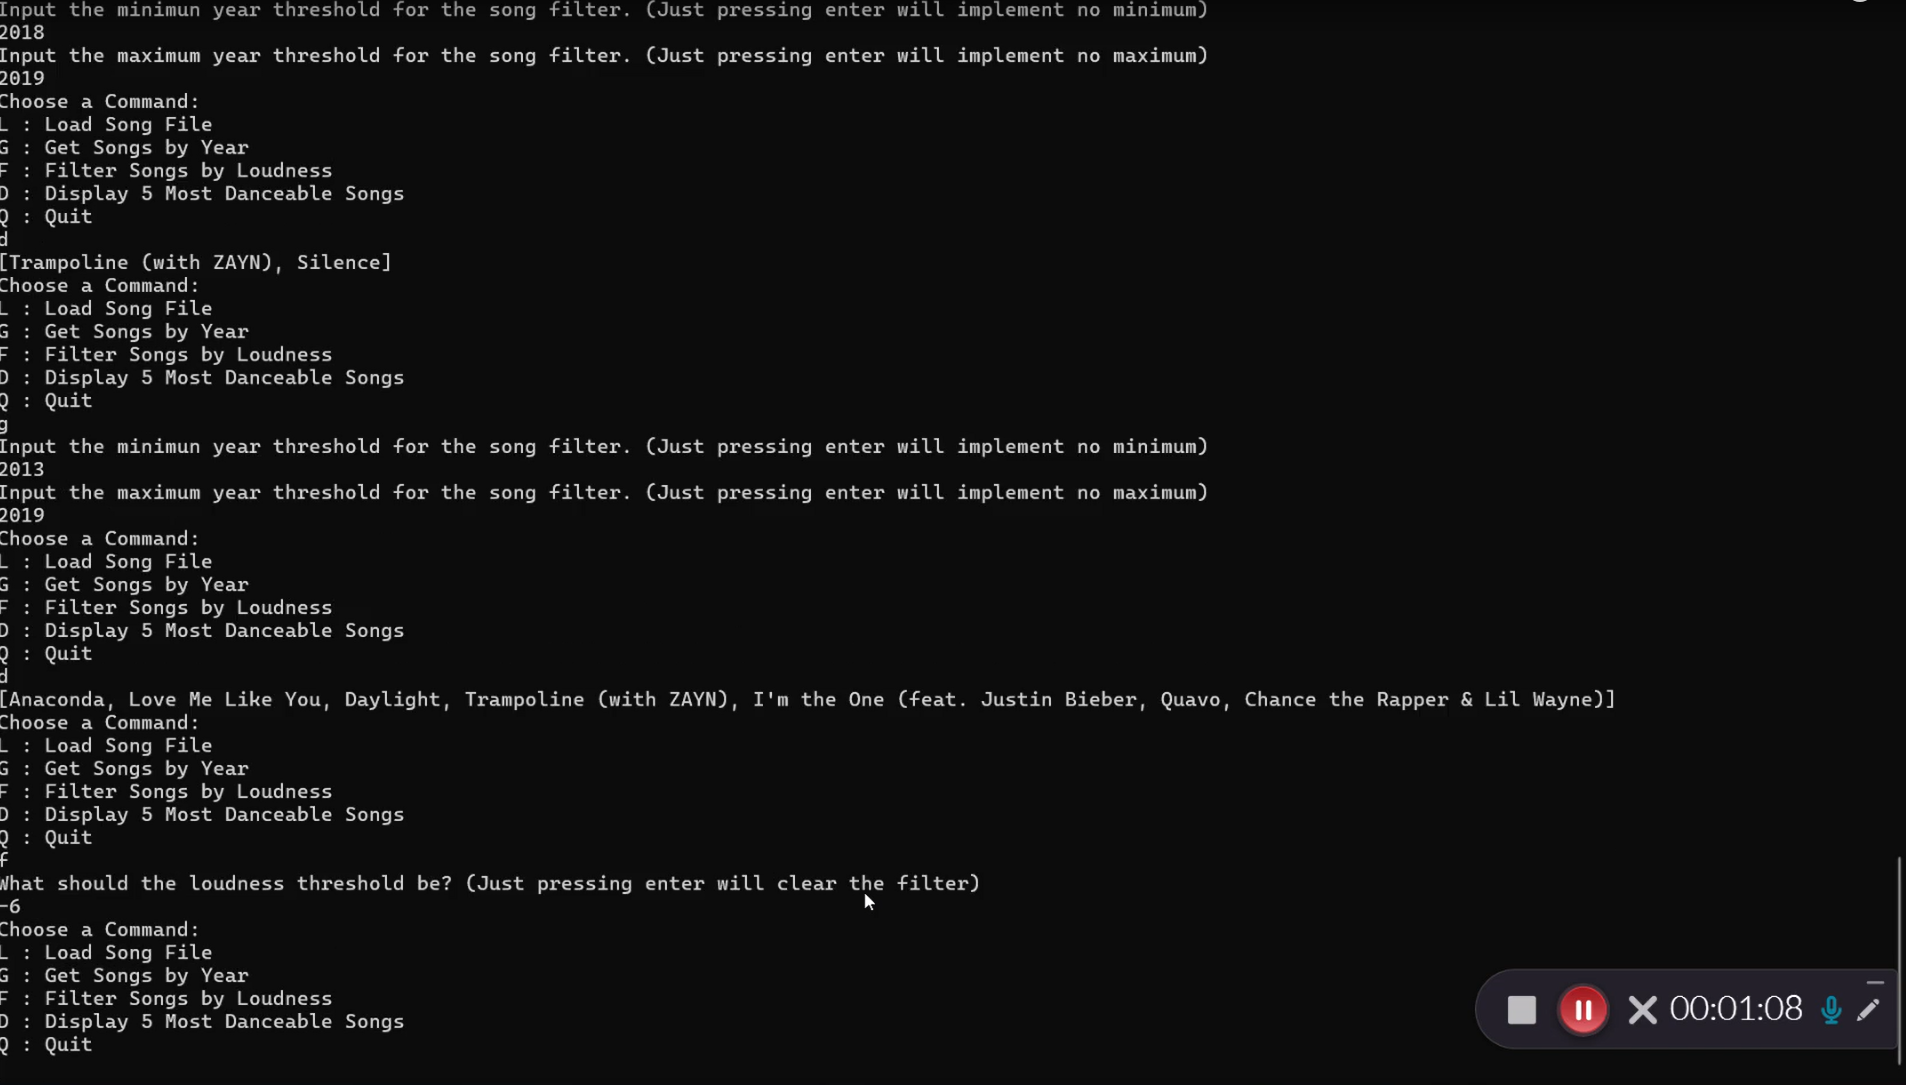 Input the minimun year threshold for the song filter. (Just pressing enter will implement no minimum)
2018
Input the maximum year threshold for the song filter. (Just pressing enter will implement no maximum)
2019
Choose a Command:
L : Load Song File
G : Get Songs by Year
F : Filter Songs by Loudness
D : Display 5 Most Danceable Songs
Q : Quit
d
[Trampoline (with ZAYN), Silence]
Choose a Command:
L : Load Song File
G : Get Songs by Year
F : Filter Songs by Loudness
D : Display 5 Most Danceable Songs
Q : Quit
g
Input the minimun year threshold for the song filter. (Just pressing enter will implement no minimum)
2013
Input the maximum year threshold for the song filter. (Just pressing enter will implement no maximum)
2019
Choose a Command:
L : Load Song File
G : Get Songs by Year
F : Filter Songs by Loudness
D : Display 5 Most Danceable Songs
Q : Quit
d
[Anaconda, Love Me Like You, Daylight, Trampoline (with ZAYN), I'm the One (feat. Justin Bieber, Quavo, Chance the Rapper & Lil Wayne)]
Choose a Command:
L : Load Song File
G : Get Songs by Year
F : Filter Songs by Loudness
D : Display 5 Most Danceable Songs
Q : Quit
f
What should the loudness threshold be? (Just pressing enter will clear the filter)
-6
Choose a Command:
L : Load Song File
G : Get Songs by Year
F : Filter Songs by Loudness
D : Display 5 Most Danceable Songs
Q : Quit
00:01:08